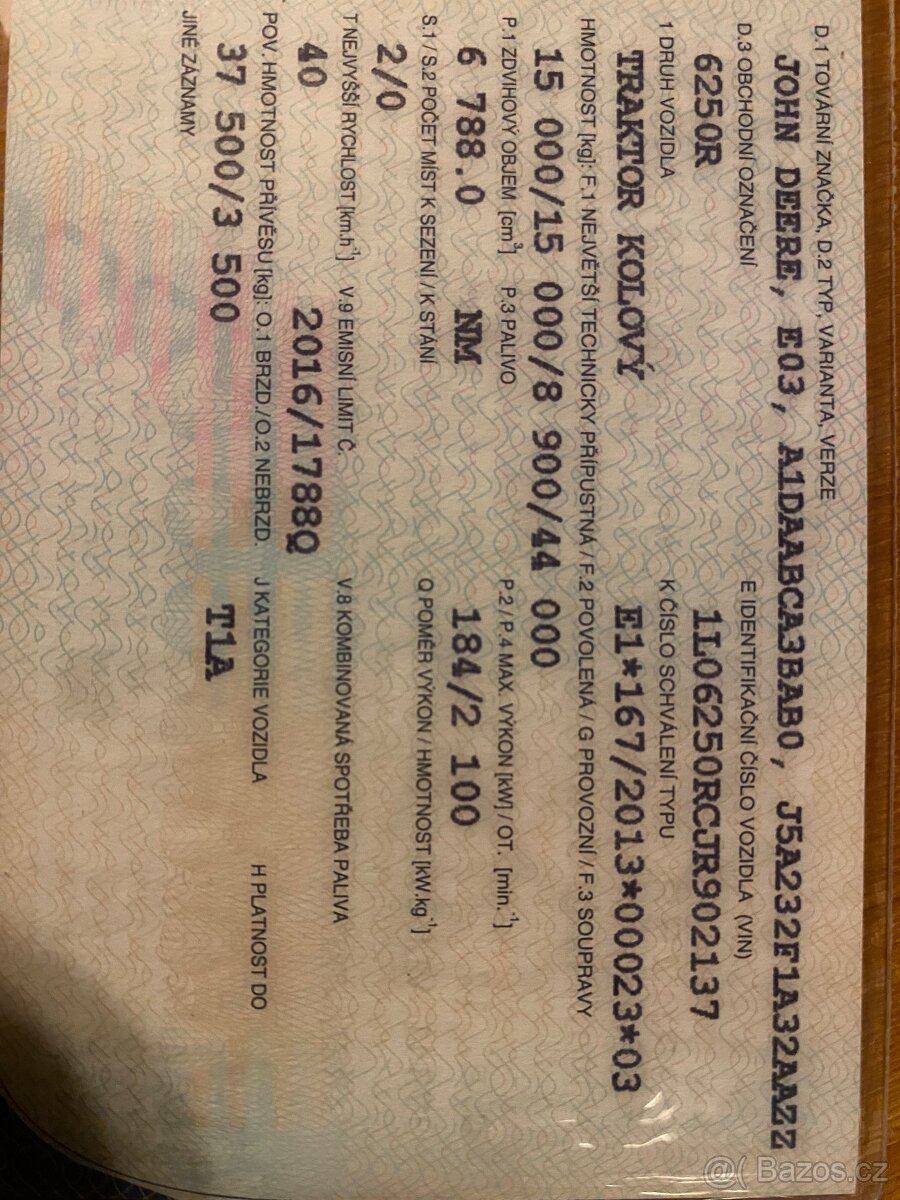 D.1 TOVÁRNÍ ZNAČKA, D.2 TYP, VARIANTA, VERZE
JOHN DEERE, E03, A1DAABCA3BAB0, J5A232F1A32AAZZ
D.3 OBCHODNÍ OZNAČENÍ E IDENTIFIKAČNÍ ČÍSLO VOZIDLA (VIN)
6250R 1L06250RCJR902137
1 DRUH VOZIDLA K ČÍSLO SCHVÁLENÍ TYPU
TRAKTOR KOLOVÝ E1*167/2013*00023*03
HMOTNOST [kg]: F.1 NEJVĚTŠÍ TECHNICKY PŘÍPUSTNÁ / F.2 POVOLENÁ / G PROVOZNÍ / F.3 SOUPRAVY
15 000/15 000/8 900/44 000
P.1 ZDVIHOVÝ OBJEM [cm³] P.3 PALIVO P.2 / P.4 MAX. VÝKON [kW] / OT. [min.⁻¹]
6 788.0 NM 184/2 100
S.1 / S.2 POČET MÍST K SEZENÍ / K STÁNÍ Q POMĚR VÝKON / HMOTNOST [kW.kg⁻¹]
2/0
T NEJVYŠŠÍ RYCHLOST [km.h⁻¹] V.9 EMISNÍ LIMIT Č. V.8 KOMBINOVANÁ SPOTŘEBA PALIVA
40 2016/1788Q
POV. HMOTNOST PŘÍVĚSU [kg]: O.1 BRZD./O.2 NEBRZD. J KATEGORIE VOZIDLA H PLATNOST DO
37 500/3 500 T1A
JINÉ ZÁZNAMY
@( Bazos.cz